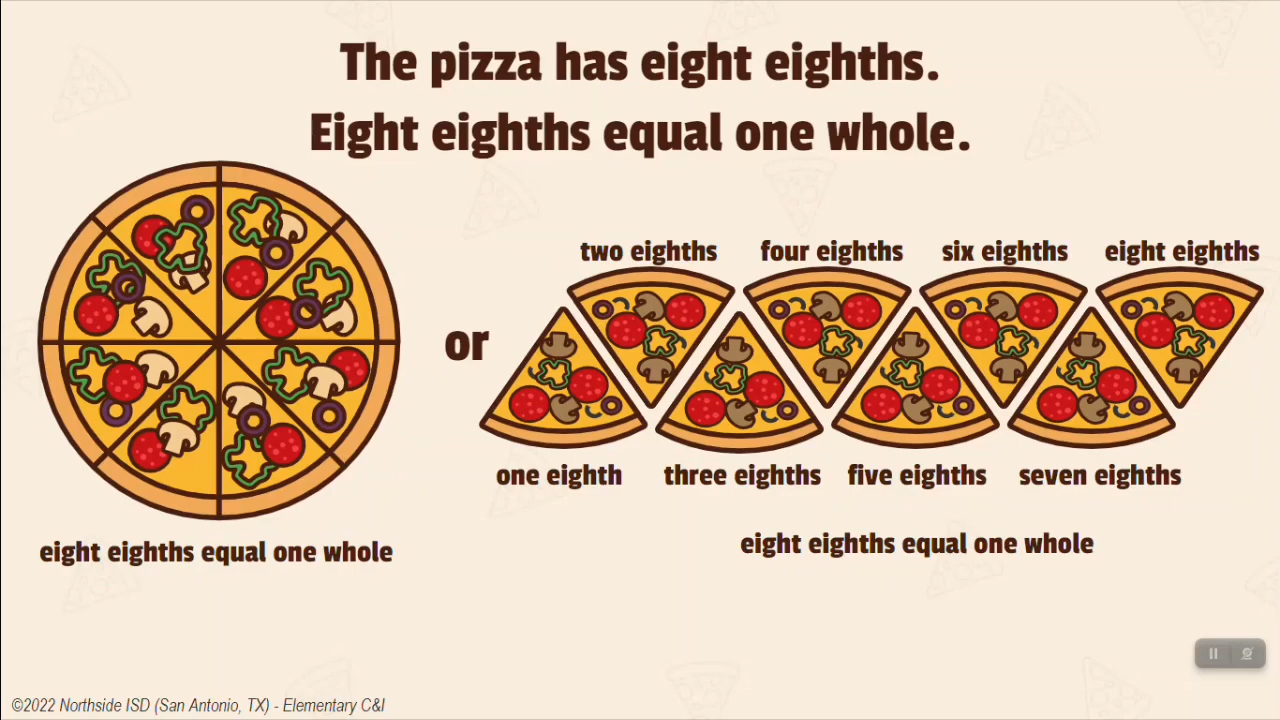 The pizza has eight eighths.
Eight eighths equal one whole.
two eighths four eighths six eighths eight eighths
or
one eighth three eighths five eighths seven eighths
eight eighths equal one whole
eight eighths equal one whole
©2022 Northside ISD (San Antonio, TX) - Elementary C&I